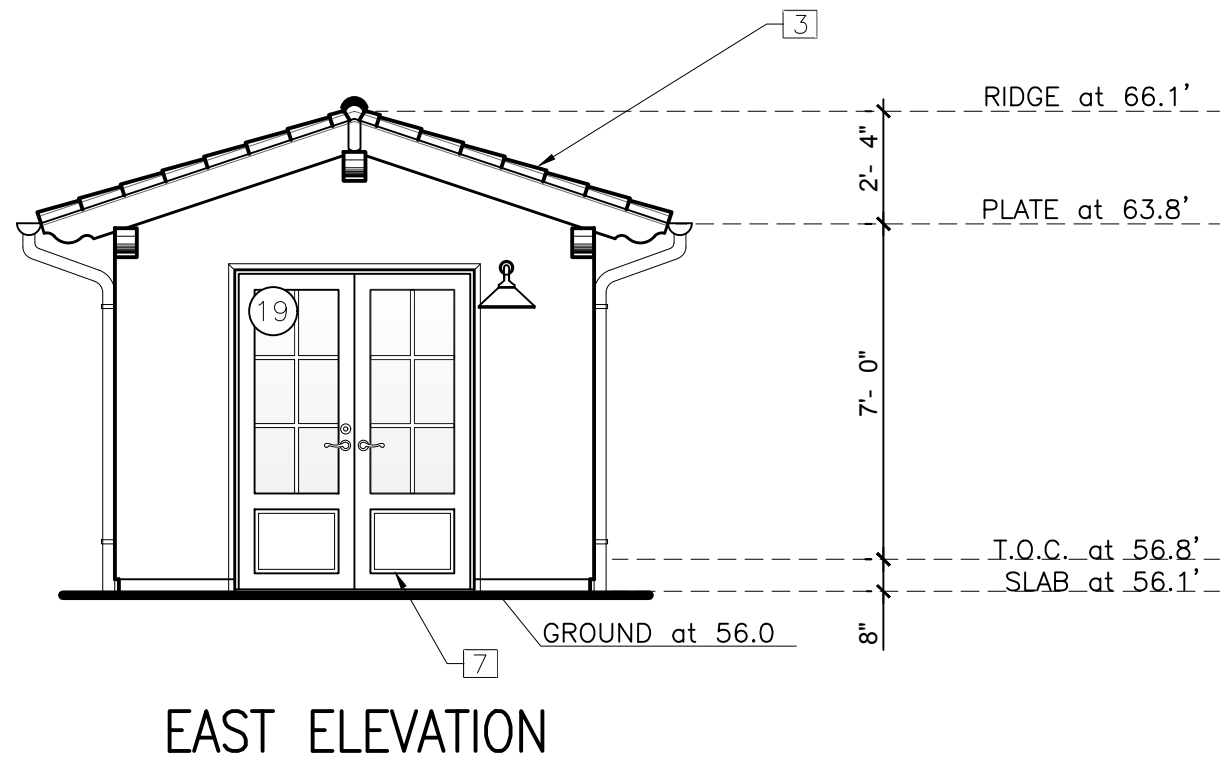 3
RIDGE at 66.1'
2'- 4"
PLATE at 63.8'
19
7'- 0"
T.O.C. at 56.8'
SLAB at 56.1'
8"
GROUND at 56.0
7
EAST ELEVATION